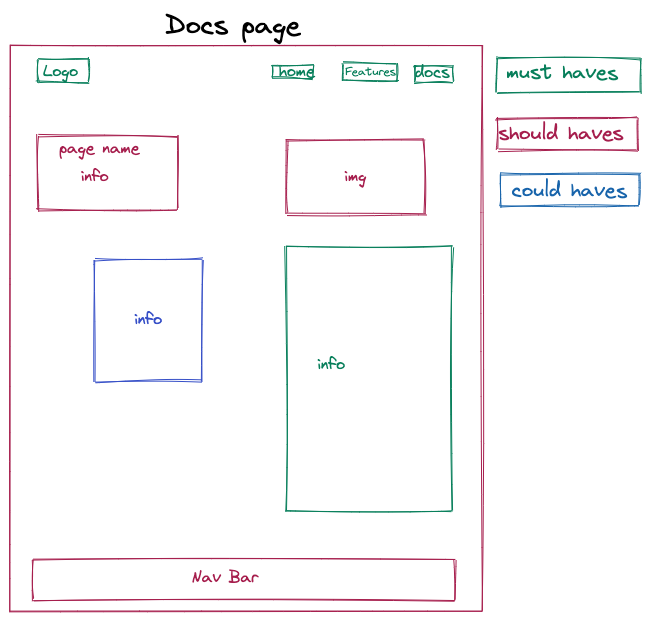 Docs page
Logo
home
Features
docs
must haves
should haves
could haves
page name
info
img
info
info
Nav Bar